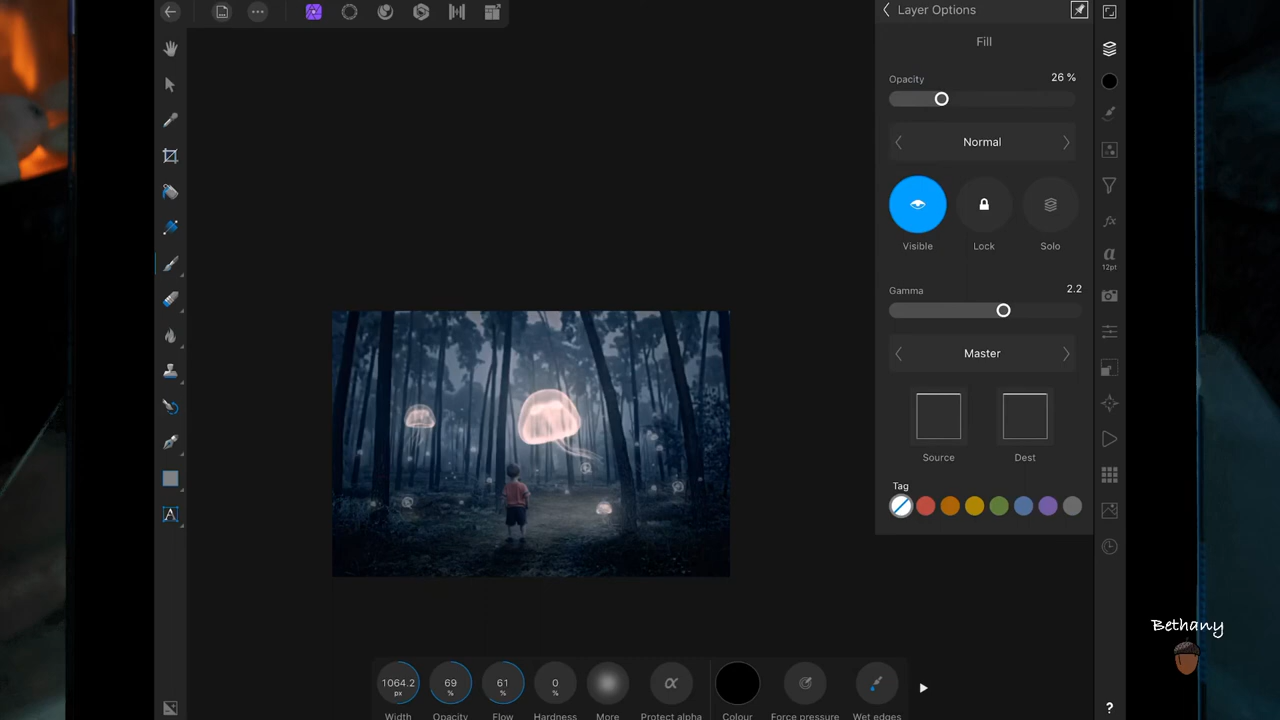 Layer Options
Fill
Opacity
26 %
Normal
Visible
Lock
Solo
Gamma
2.2
Master
Source
Dest
Tag
12pt
Bethany
1064.2
px
69
%
61
%
0
%
α
Width
Opacity
Flow
Hardness
More
Protect alpha
Colour
Force pressure
Wet edges
?